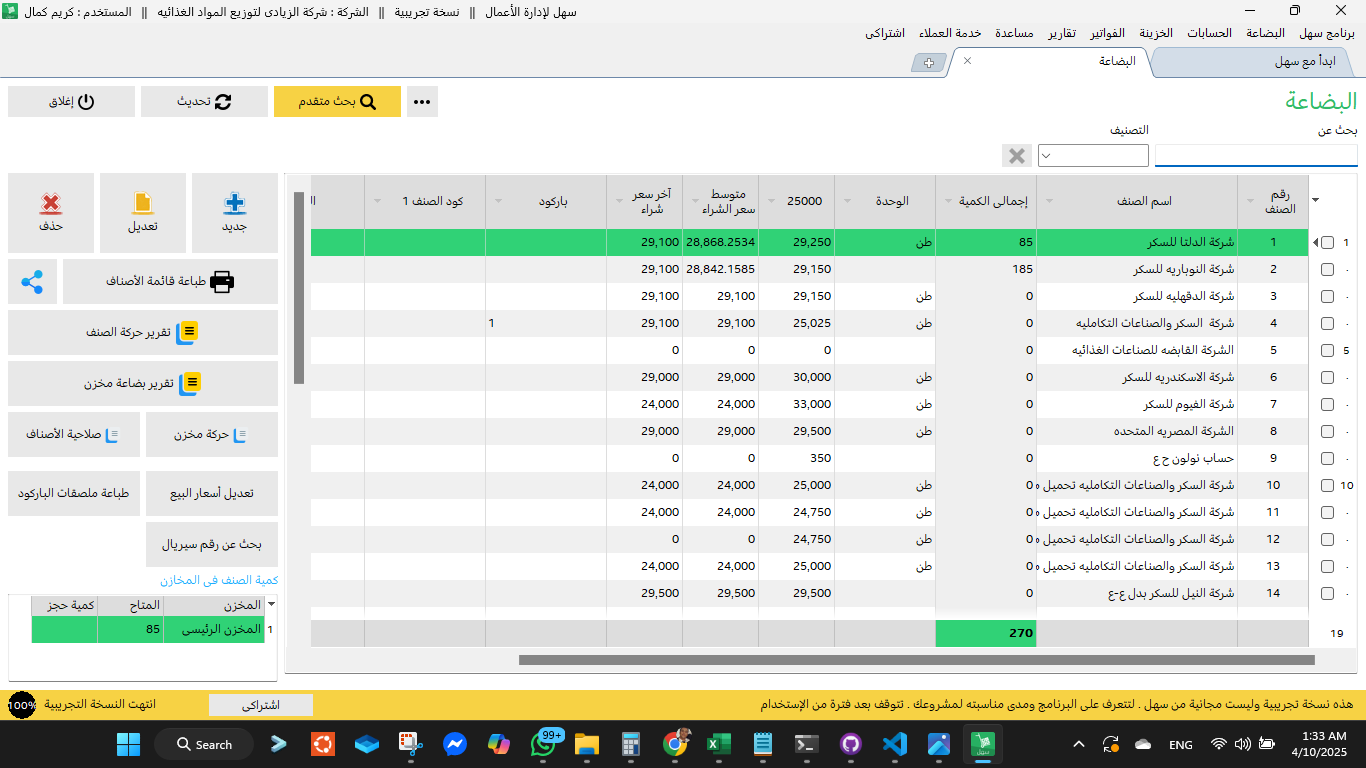 سهل لإدارة الأعمال || نسخة تجريبية || الشركة : شركة الزيادى لتوزيع المواد الغذائيه || المستخدم : كريم كمال
برنامج سهل البضاعة الحسابات الخزينة الفواتير تقارير مساعدة خدمة العملاء اشتراكى
ابدأ مع سهل
البضاعة
البضاعة
بحث متقدم
تحديث
إغلاق
بحث عن
التصنيف
رقم الصنف اسم الصنف إجمالى الكمية الوحدة 25000 متوسط سعر الشراء آخر سعر شراء باركود كود الصنف 1
1 1 شركة الدلتا للسكر 85 طن 29,250 28,868.2534 29,100
2 شركة النوباريه للسكر 185 29,150 28,842.1585 29,100
3 شركة الدقهليه للسكر 0 طن 29,150 29,100 29,100
4 شركة السكر والصناعات التكامليه 0 طن 25,025 29,100 29,100 1
5 5 الشركة القابضه للصناعات الغذائيه 0 0 0 0
6 شركة الاسكندريه للسكر 0 طن 30,000 29,000 29,000
7 شركة الفيوم للسكر 0 طن 33,000 24,000 24,000
8 الشركة المصريه المتحده 0 طن 29,500 29,000 29,000
9 حساب نولون ح ع 0 350 0 0
10 10 شركة السكر والصناعات التكامليه تحميل 0 طن 25,000 24,000 24,000
11 شركة السكر والصناعات التكامليه تحميل 0 طن 24,750 24,000 24,000
12 شركة السكر والصناعات التكامليه تحميل 0 طن 24,750 0 0
13 شركة السكر والصناعات التكامليه تحميل 0 طن 25,000 24,000 24,000
14 شركة النيل للسكر بدل ع-ع 0 29,500 29,500 29,500
19 270
جديد
تعديل
حذف
طباعة قائمة الأصناف
تقرير حركة الصنف
تقرير بضاعة مخزن
حركة مخزن
صلاحية الأصناف
تعديل أسعار البيع
طباعة ملصقات الباركود
بحث عن رقم سيريال
كمية الصنف فى المخازن
المخزن المتاح كمية حجز
1 المخزن الرئيسي 85
هذه نسخة تجريبية وليست مجانية من سهل . لتتعرف على البرنامج ومدى مناسبته لمشروعك . تتوقف بعد فترة من الإستخدام
اشتراكى
انتهت النسخة التجريبية
100%
Search
99+
ENG
1:33 AM
4/10/2025